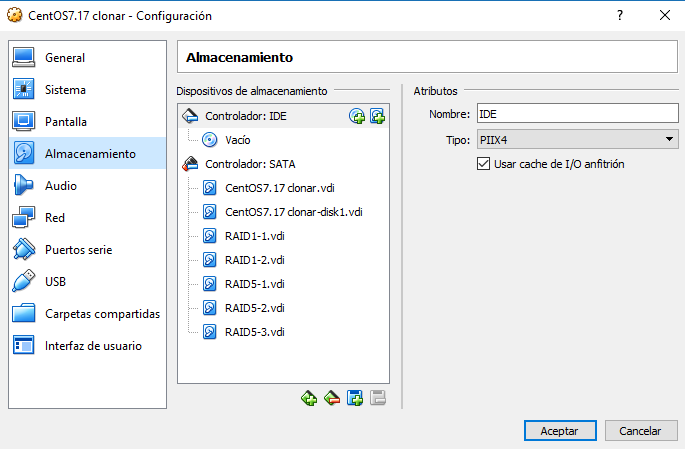 CentOS7.17 clonar - Configuración
General
Sistema
Pantalla
Almacenamiento
Audio
Red
Puertos serie
USB
Carpetas compartidas
Interfaz de usuario
Almacenamiento
Dispositivos de almacenamiento
Controlador: IDE
Vacío
Controlador: SATA
CentOS7.17 clonar.vdi
CentOS7.17 clonar-disk1.vdi
RAID1-1.vdi
RAID1-2.vdi
RAID5-1.vdi
RAID5-2.vdi
RAID5-3.vdi
Atributos
Nombre: IDE
Tipo: PIIX4
Usar cache de I/O anfitrión
Aceptar Cancelar